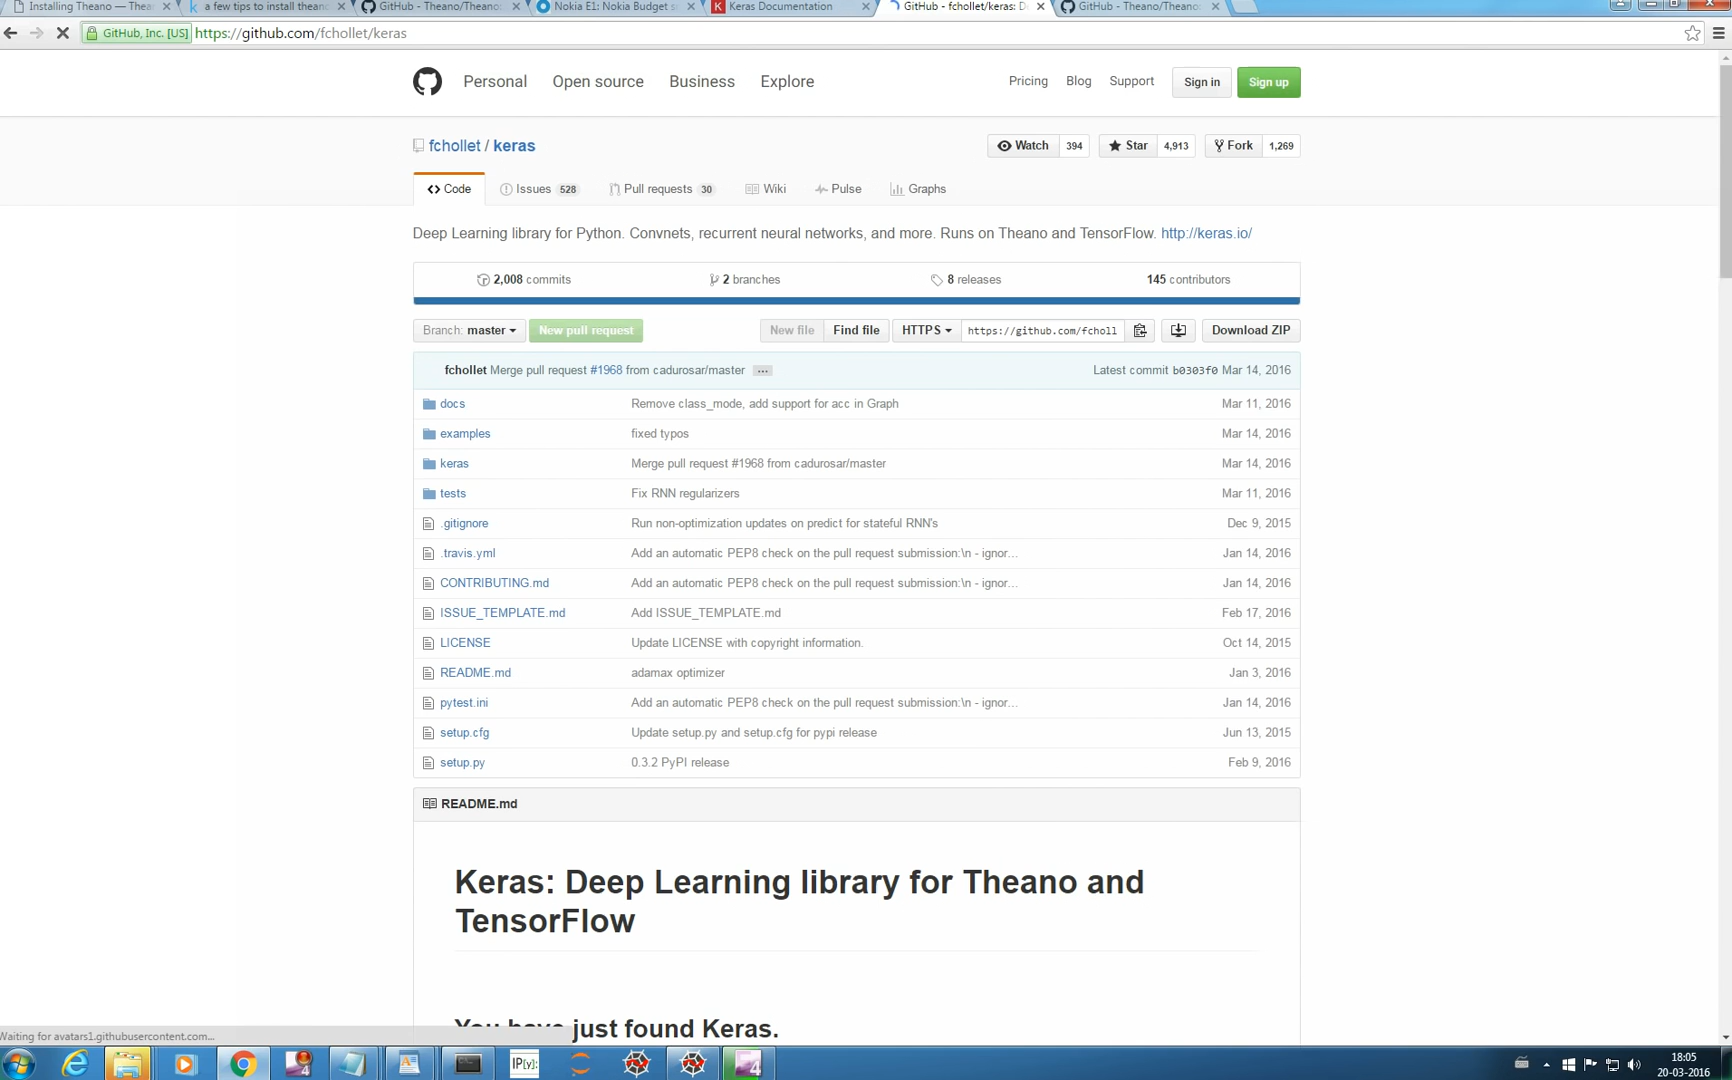 Installing Theano — Thea
a few tips to install thean
GitHub - Theano/Theano:
Nokia E1: Nokia Budget s
Keras Documentation
GitHub - fchollet/keras: D
GitHub - Theano/Theano
GitHub, Inc. [US] https://github.com/fchollet/keras
Personal Open source Business Explore Pricing Blog Support Sign in Sign up
fchollet / keras Watch 394 Star 4,913 Fork 1,269
Code Issues 528 Pull requests 30 Wiki Pulse Graphs
Deep Learning library for Python. Convnets, recurrent neural networks, and more. Runs on Theano and TensorFlow. http://keras.io/
2,008 commits 2 branches 8 releases 145 contributors
Branch: master New pull request New file Find file HTTPS https://github.com/fcholl Download ZIP
fchollet Merge pull request #1968 from cadurosar/master ... Latest commit b0303f0 Mar 14, 2016
docs Remove class_mode, add support for acc in Graph Mar 11, 2016
examples fixed typos Mar 14, 2016
keras Merge pull request #1968 from cadurosar/master Mar 14, 2016
tests Fix RNN regularizers Mar 11, 2016
.gitignore Run non-optimization updates on predict for stateful RNN's Dec 9, 2015
.travis.yml Add an automatic PEP8 check on the pull request submission:\n - ignor... Jan 14, 2016
CONTRIBUTING.md Add an automatic PEP8 check on the pull request submission:\n - ignor... Jan 14, 2016
ISSUE_TEMPLATE.md Add ISSUE_TEMPLATE.md Feb 17, 2016
LICENSE Update LICENSE with copyright information. Oct 14, 2015
README.md adamax optimizer Jan 3, 2016
pytest.ini Add an automatic PEP8 check on the pull request submission:\n - ignor... Jan 14, 2016
setup.cfg Update setup.py and setup.cfg for pypi release Jun 13, 2015
setup.py 0.3.2 PyPI release Feb 9, 2016
README.md
Keras: Deep Learning library for Theano and
TensorFlow
You have just found Keras.
Waiting for avatars1.githubusercontent.com...
IP[y]:
18:05
20-03-2016